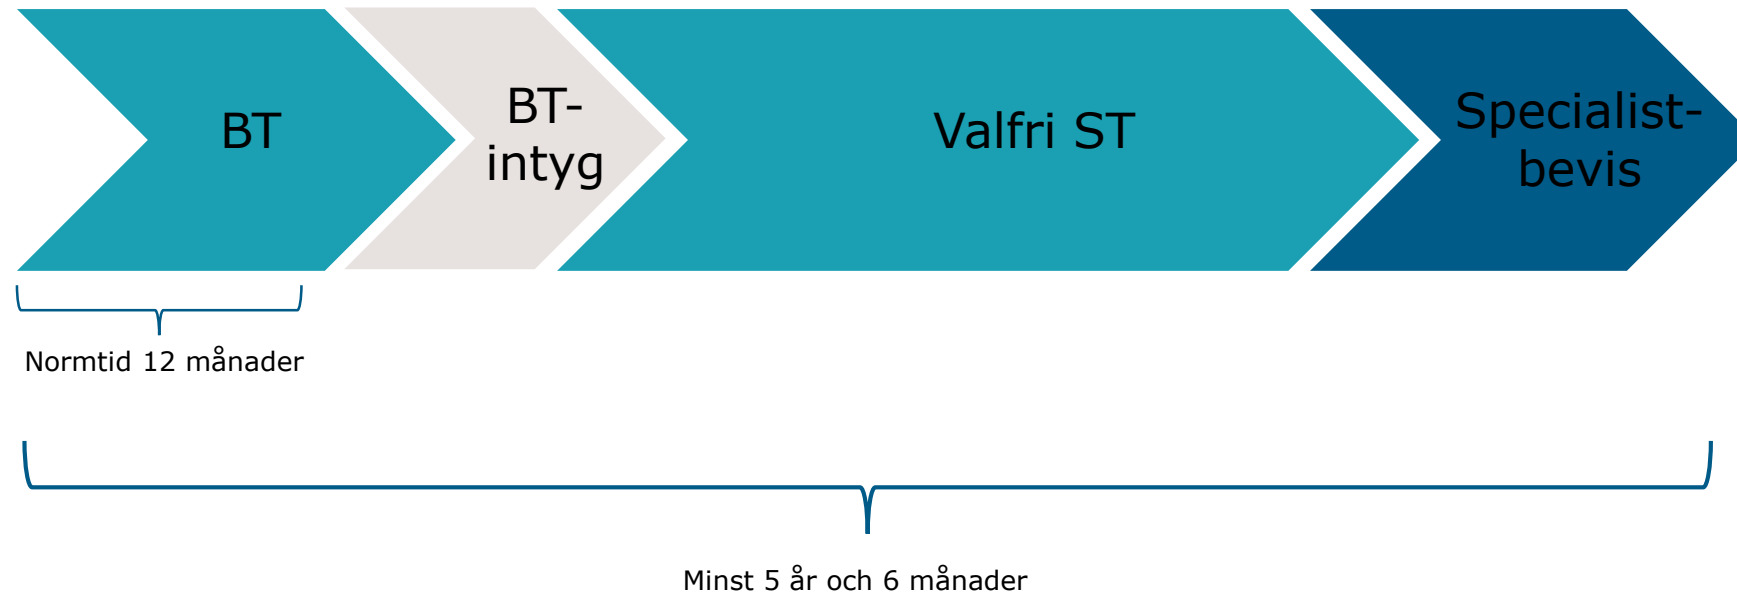 BT
BT-
intyg
Valfri ST
Specialist-
bevis
Normtid 12 månader
Minst 5 år och 6 månader